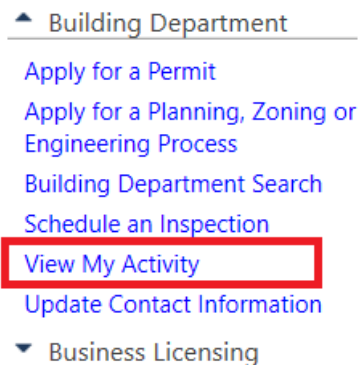 Building Department
Apply for a Permit
Apply for a Planning, Zoning or
Engineering Process
Building Department Search
Schedule an Inspection
View My Activity
Update Contact Information
Business Licensing